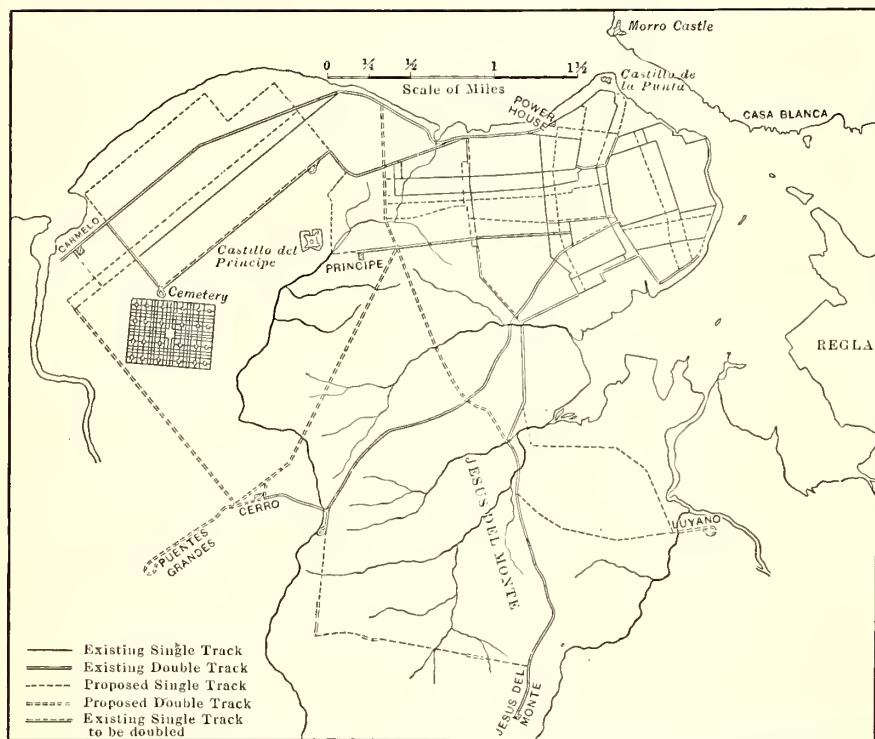 Morro Castle
0 ¼ ½ 1 1½
Scale of Miles
Castillo de
la Punta
POWER
HOUSE
CASA BLANCA
CARMELO
Castillo del
Principe
PRINCIPE
Cemetery
REGLA
JESUS DEL MONTE
CERRO
PUENTES
GRANDES
LUYANO
Existing Single Track
Existing Double Track
Proposed Single Track
Proposed Double Track
Existing Single Track
to be doubled
JESUS DEL
MONTE